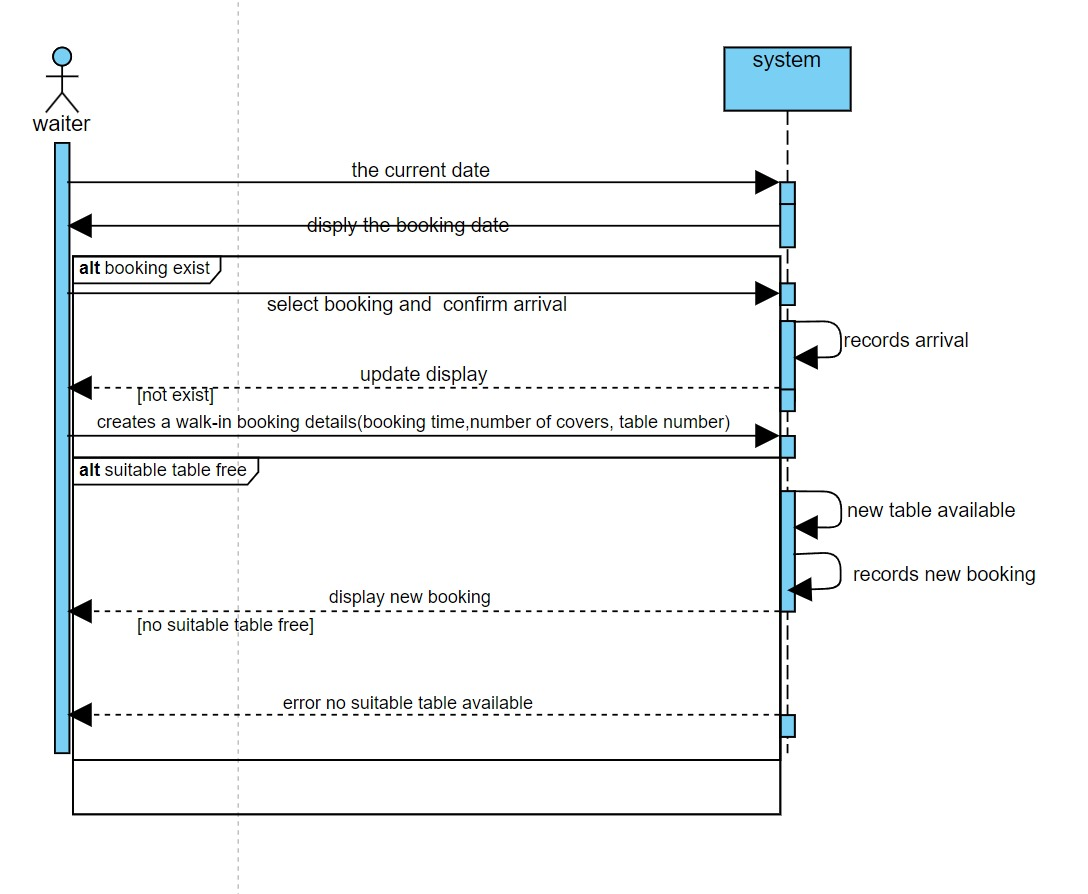 system
waiter
the current date
disply the booking date
alt booking exist
select booking and confirm arrival
records arrival
update display
[not exist]
creates a walk-in booking details(booking time,number of covers, table number)
alt suitable table free
new table available
records new booking
display new booking
[no suitable table free]
error no suitable table available